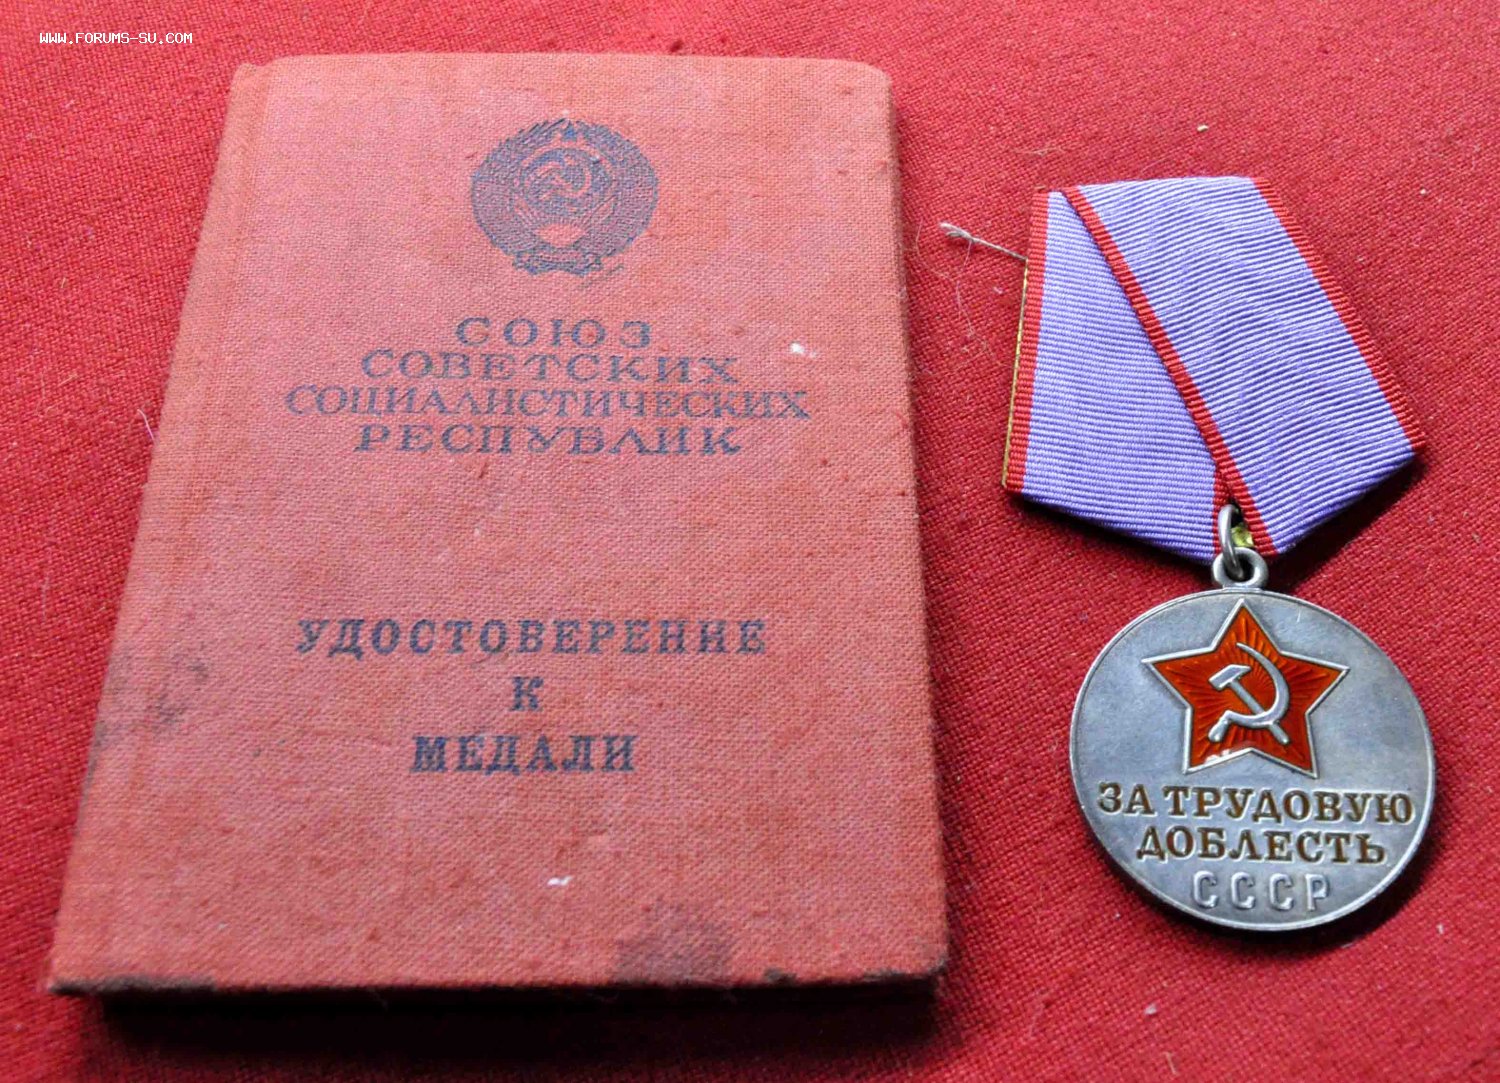 WWW.FORUMS-SU.COM
СОЮЗ
СОВЕТСКИХ
СОЦИАЛИСТИЧЕСКИХ
РЕСПУБЛИК
УДОСТОВЕРЕНИЕ
К
МЕДАЛИ
ЗА ТРУДОВУЮ
ДОБЛЕСТЬ
СССР